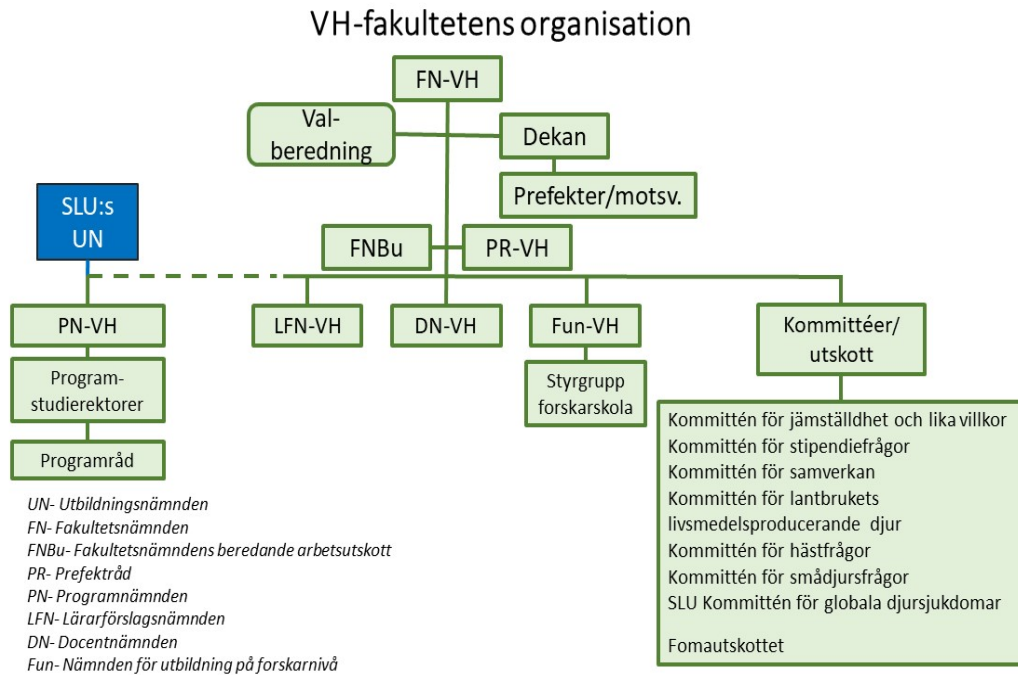 VH-fakultetens organisation
FN-VH
Val-
beredning
Dekan
Prefekter/motsv.
SLU:s
UN
FNBu
PR-VH
PN-VH
LFN-VH
DN-VH
Fun-VH
Kommittéer/
utskott
Program-
studierektorer
Styrgrupp
forskarskola
Programråd
Kommittén för jämställdhet och lika villkor
Kommittén för stipendiefrågor
Kommittén för samverkan
Kommittén för lantbrukets
livsmedelsproducerande djur
Kommittén för hästfrågor
Kommittén för smådjursfrågor
SLU Kommittén för globala djursjukdomar
Fomautskottet
UN- Utbildningsnämnden
FN- Fakultetsnämnden
FNBu- Fakultetsnämndens beredande arbetsutskott
PR- Prefektråd
PN- Programnämnden
LFN- Lärarförslagsnämnden
DN- Docentnämnden
Fun- Nämnden för utbildning på forskarnivå